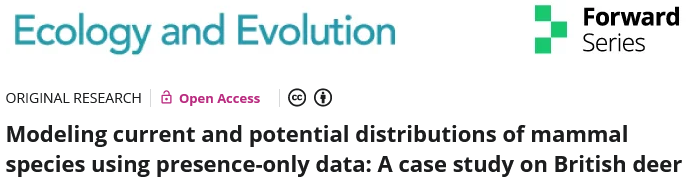 Ecology and Evolution
Forward
Series
ORIGINAL RESEARCH
Open Access
cc
Modeling current and potential distributions of mammal
species using presence-only data: A case study on British deer